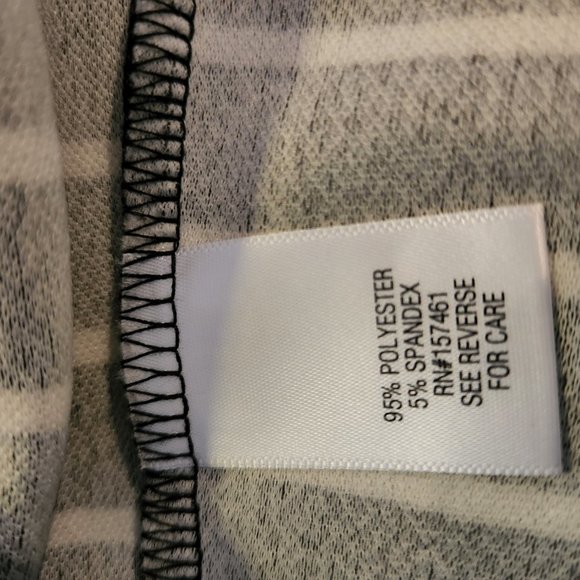 95% POLYESTER
5% SPANDEX
RN#157461
SEE REVERSE
FOR CARE